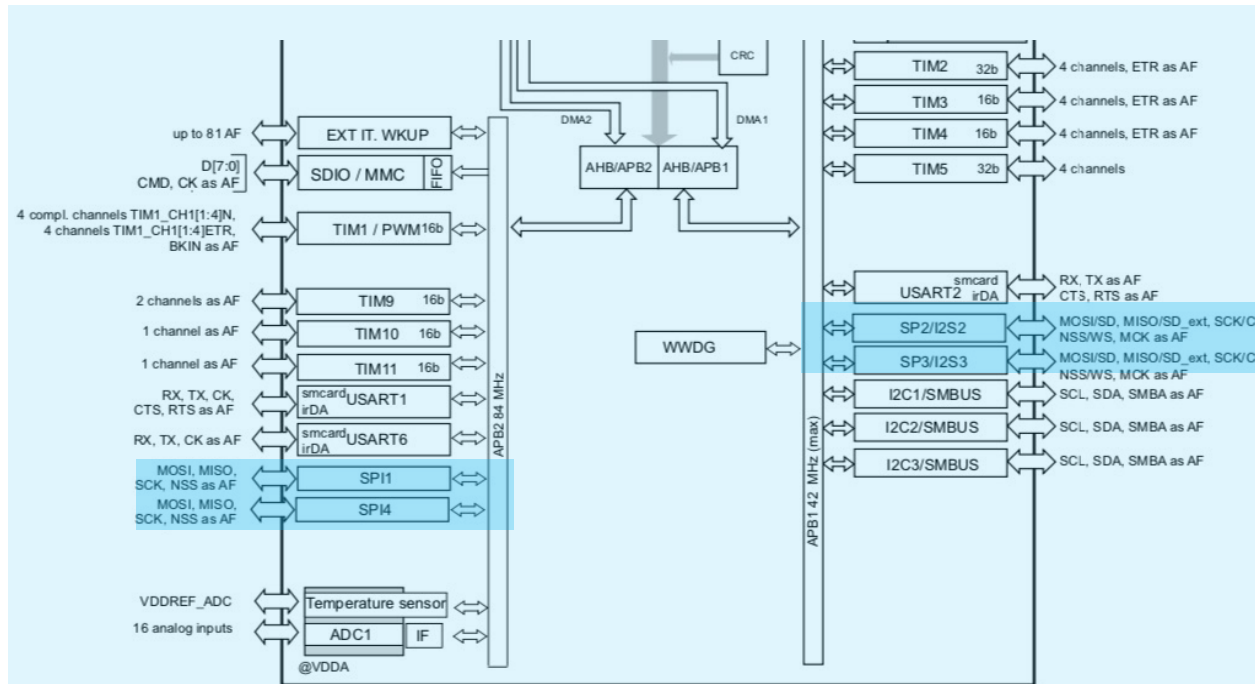 CRC
DMA2
DMA1
AHB/APB2
AHB/APB1
up to 81 AF
EXT IT. WKUP
D[7:0]
CMD, CK as AF
SDIO / MMC
FIFO
4 compl. channels TIM1_CH1[1:4]N,
4 channels TIM1_CH1[1:4]ETR,
BKIN as AF
TIM1 / PWM
16b
2 channels as AF
TIM9
16b
1 channel as AF
TIM10
16b
1 channel as AF
TIM11
16b
RX, TX, CK,
CTS, RTS as AF
smcard
irDA
USART1
RX, TX, CK as AF
smcard
irDA
USART6
MOSI, MISO,
SCK, NSS as AF
SPI1
MOSI, MISO,
SCK, NSS as AF
SPI4
VDDREF_ADC
Temperature sensor
16 analog inputs
ADC1
IF
@VDDA
APB2 84 MHz
WWDG
APB1 42 MHz (max)
TIM2
32b
4 channels, ETR as AF
TIM3
16b
4 channels, ETR as AF
TIM4
16b
4 channels, ETR as AF
TIM5
32b
4 channels
USART2
smcard
irDA
RX, TX as AF
CTS, RTS as AF
SP2/I2S2
MOSI/SD, MISO/SD_ext, SCK/C
NSS/WS, MCK as AF
SP3/I2S3
MOSI/SD, MISO/SD_ext, SCK/C
NSS/WS, MCK as AF
I2C1/SMBUS
SCL, SDA, SMBA as AF
I2C2/SMBUS
SCL, SDA, SMBA as AF
I2C3/SMBUS
SCL, SDA, SMBA as AF